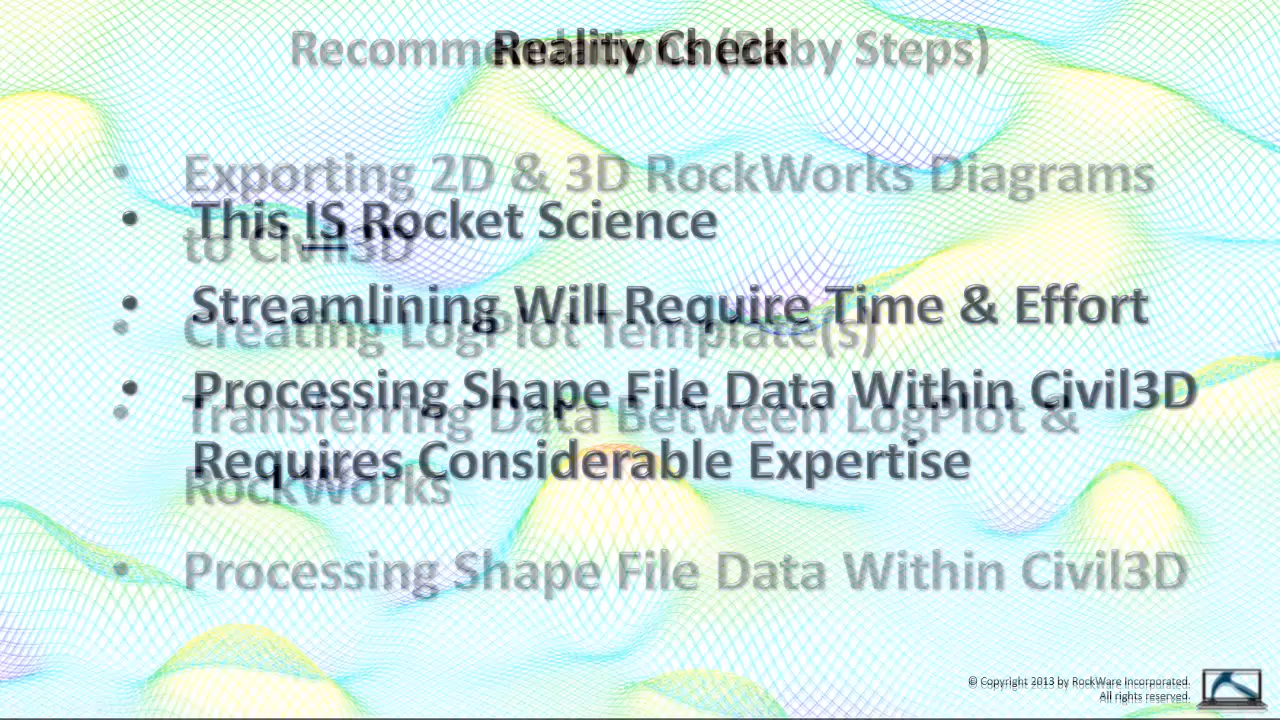 Reality Check
• This IS Rocket Science
• Streamlining Will Require Time & Effort
• Processing Shape File Data Within Civil3D
Requires Considerable Expertise
Recommendations (Baby Steps)
• Exporting 2D & 3D RockWorks Diagrams
to Civil3D
• Creating LogPlot Template(s)
• Transferring Data Between LogPlot &
RockWorks
• Processing Shape File Data Within Civil3D
© Copyright 2013 by RockWare Incorporated.
All rights reserved.